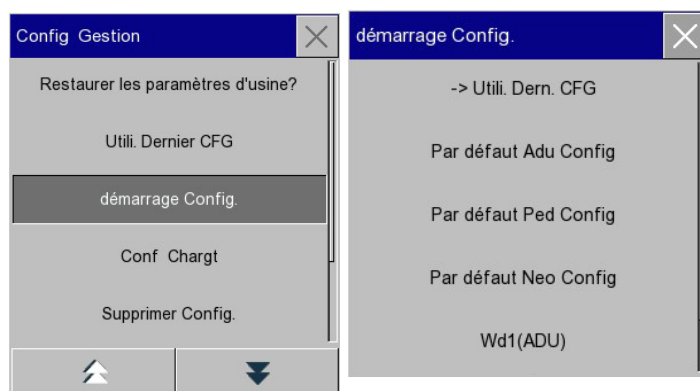 Config Gestion
Restaurer les paramètres d'usine?
Utili. Dernier CFG
démarrage Config.
Conf Chargt
Supprimer Config.
démarrage Config.
-> Utili. Dern. CFG
Par défaut Adu Config
Par défaut Ped Config
Par défaut Neo Config
Wd1(ADU)